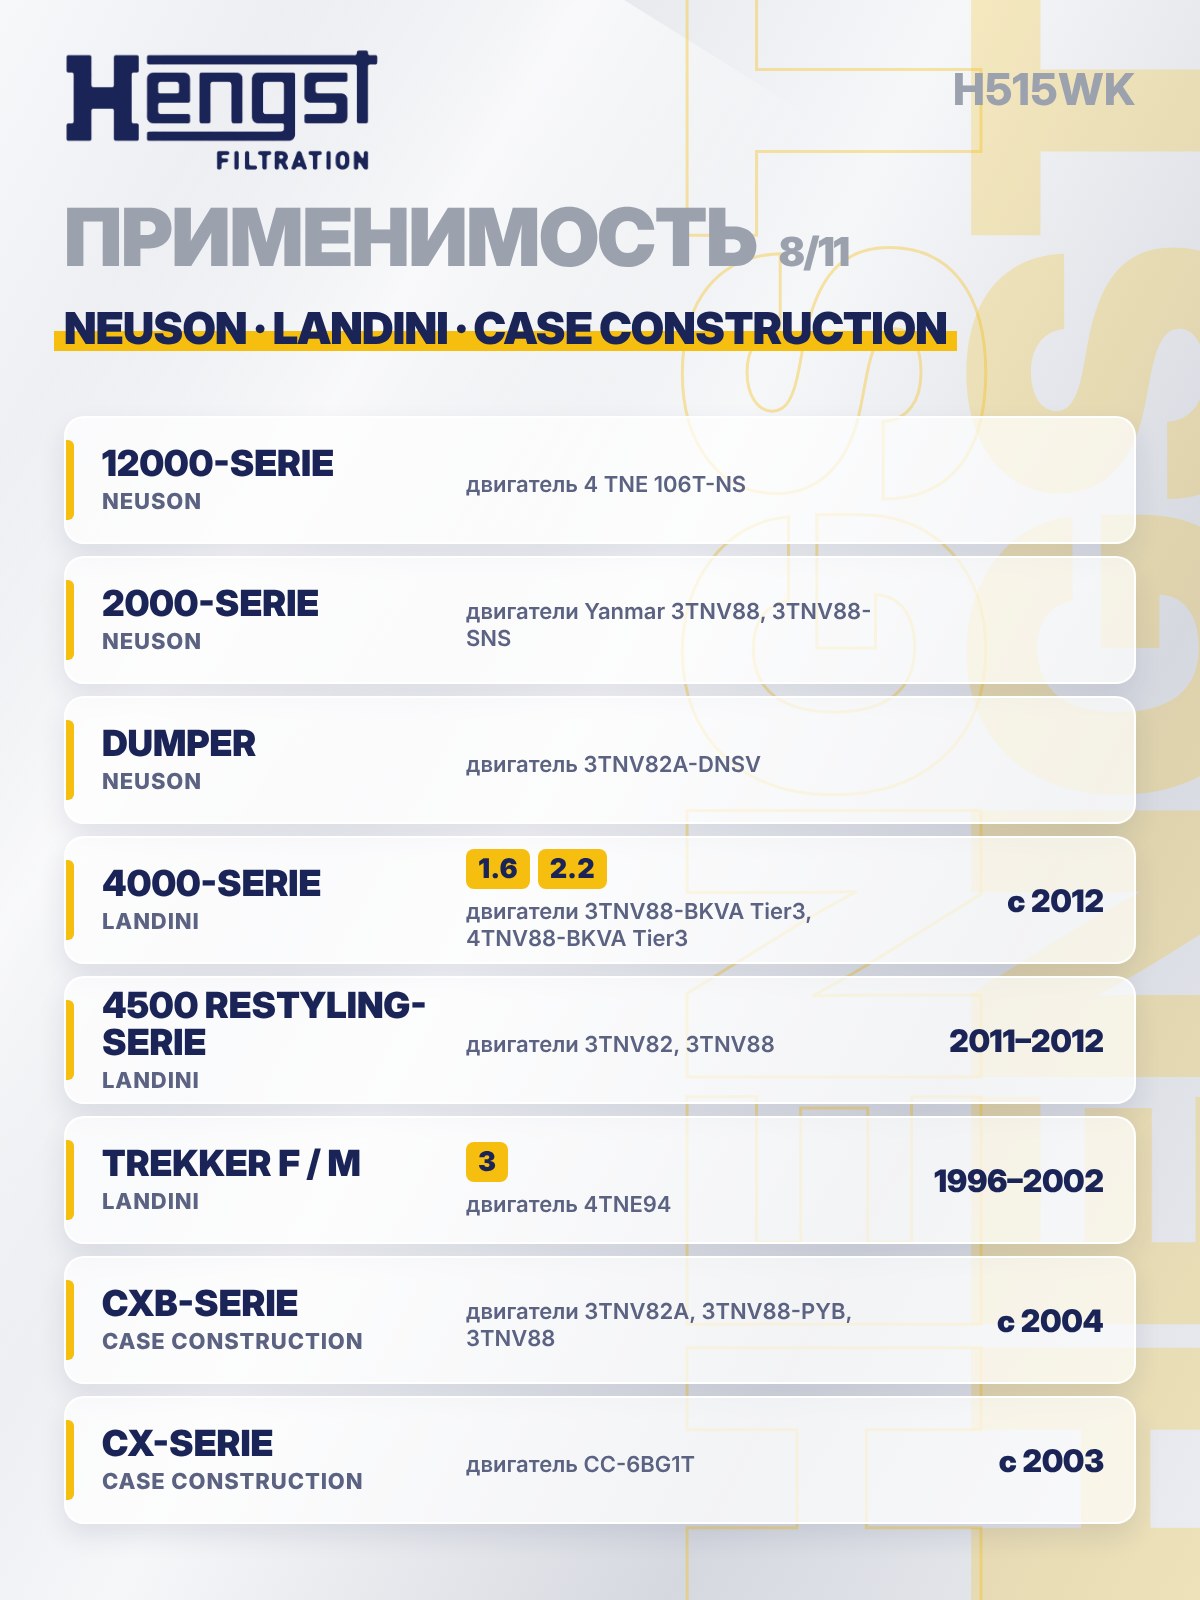 Hengst
FILTRATION
H515WK
ПРИМЕНИМОСТЬ 8/11
NEUSON · LANDINI · CASE CONSTRUCTION
12000-SERIE
NEUSON
двигатель 4 TNE 106T-NS
2000-SERIE
NEUSON
двигатели Yanmar 3TNV88, 3TNV88-
SNS
DUMPER
NEUSON
двигатель 3TNV82A-DNSV
4000-SERIE
LANDINI
1.6 2.2
двигатели 3TNV88-BKVA Tier3,
4TNV88-BKVA Tier3
с 2012
4500 RESTYLING-
SERIE
LANDINI
двигатели 3TNV82, 3TNV88
2011–2012
TREKKER F / M
LANDINI
3
двигатель 4TNE94
1996–2002
CXB-SERIE
CASE CONSTRUCTION
двигатели 3TNV82A, 3TNV88-PYB,
3TNV88
с 2004
CX-SERIE
CASE CONSTRUCTION
двигатель CC-6BG1T
с 2003
HENGST
HENGST